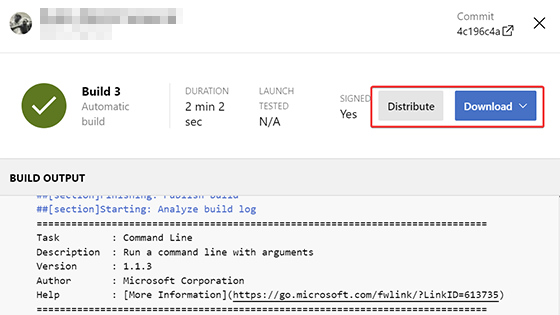 Commit
4c196c4a
Build 3
Automatic
build
DURATION
2 min 2
sec
LAUNCH
TESTED
N/A
SIGNED
Yes
Distribute
Download
BUILD OUTPUT
##[section]Finishing: Publish build
##[section]Starting: Analyze build log
==============================================================================
Task         : Command Line
Description  : Run a command line with arguments
Version      : 1.1.3
Author       : Microsoft Corporation
Help         : [More Information](https://go.microsoft.com/fwlink/?LinkID=613735)
==============================================================================